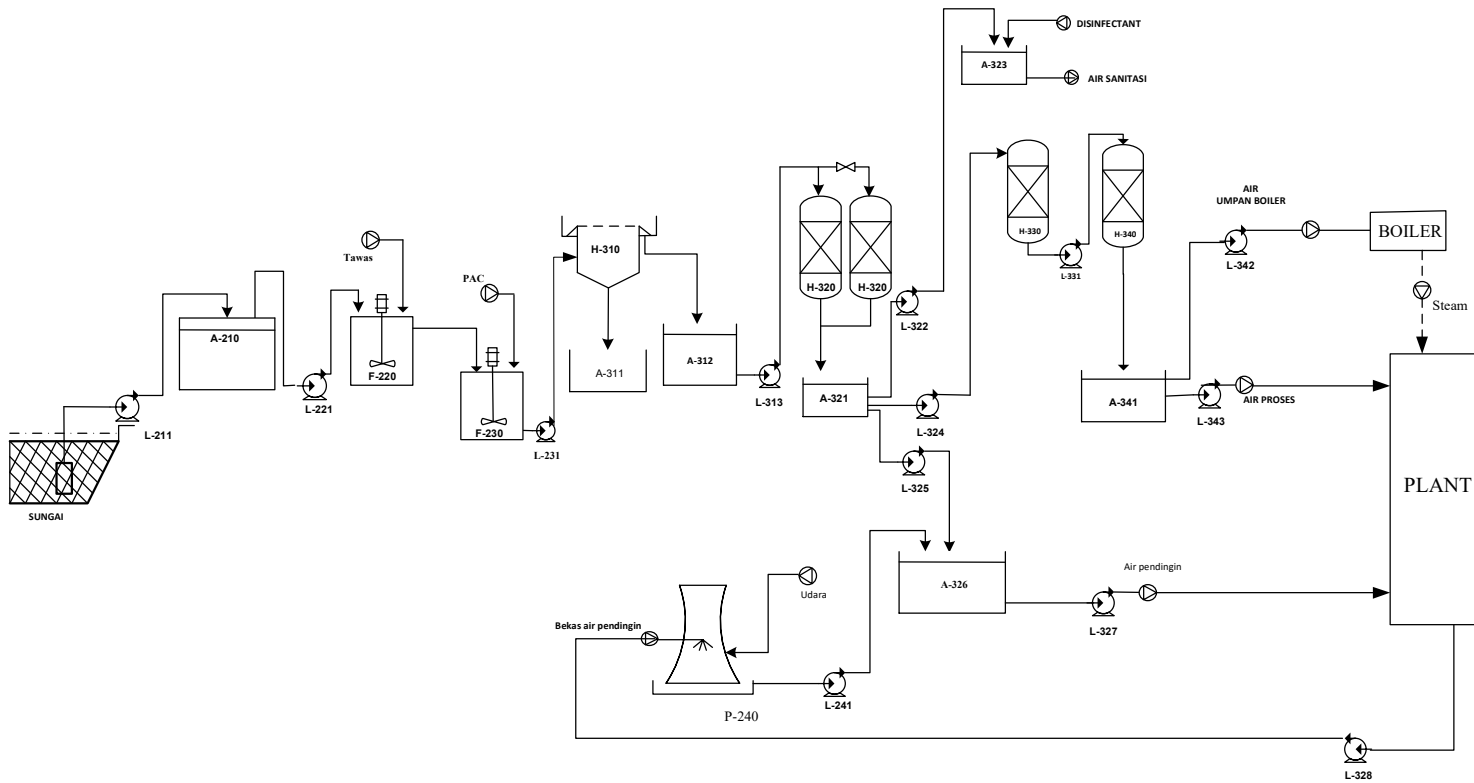 DISINFECTANT
A-323
AIR SANITASI
H-330
H-340
L-331
AIR
UMPAN BOILER
L-342
BOILER
Steam
Tawas
PAC
H-310
H-320
H-320
L-322
A-210
L-211
L-221
F-220
F-230
L-231
A-311
A-312
L-313
A-321
L-324
L-325
A-341
L-343
AIR PROSES
PLANT
SUNGAI
A-326
Air pendingin
L-327
Udara
Bekas air pendingin
L-241
P-240
L-328